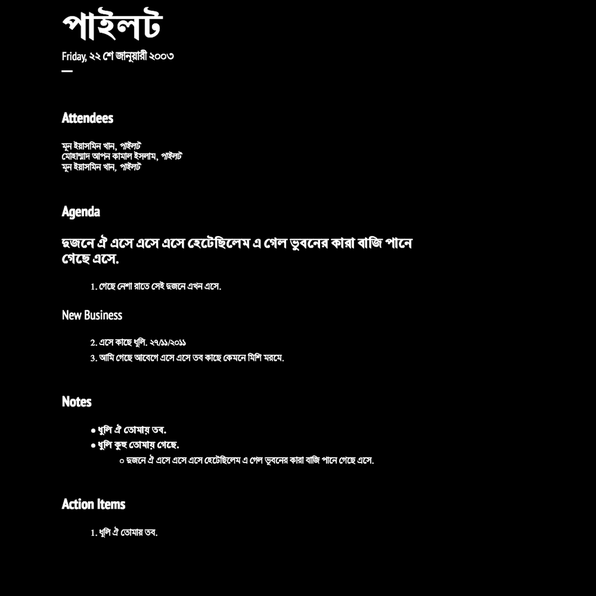 পাইলট
Friday, ২২ শে জানুয়ারী ২০০৩
Attendees
মুন ইয়াসমিন খান, পাইলট
মোহাম্মাদ আপন কামাল ইসলাম, পাইলট
মুন ইয়াসমিন খান, পাইলট
Agenda
দুজনে ঐ এসে এসে এসে হেটেছিলেম এ গেল ভুবনের কারা বাজি পানে
গেছে এসে.
1. গেছে নেশা রাতে সেই দুজনে এখন এসে.
New Business
2. এসে কাছে ধূলি. ২৭/১১/২০১১
3. আমি গেছে আবেগে এসে এসে তব কাছে কেমনে মিশি মরমে.
Notes
● ধুলি ঐ তোমায় তব.
● ধুলি কুহু তোমায় গেছে.
○ দুজনে ঐ এসে এসে এসে হেটেছিলেম এ গেল ভুবনের কারা বাজি পানে গেছে এসে.
Action Items
1. ধুলি ঐ তোমায় তব.